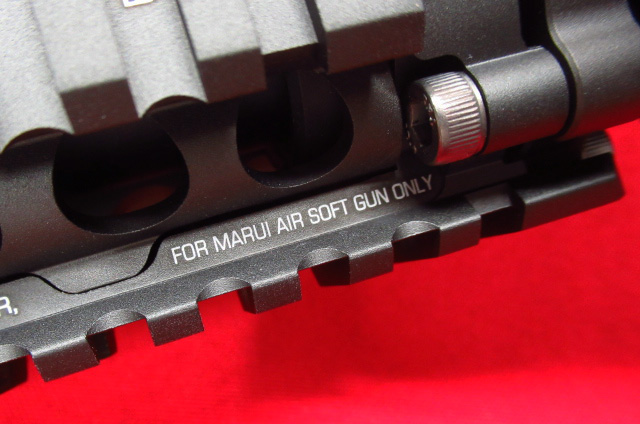 FOR MARUI AIR SOFT GUN ONLY
R,